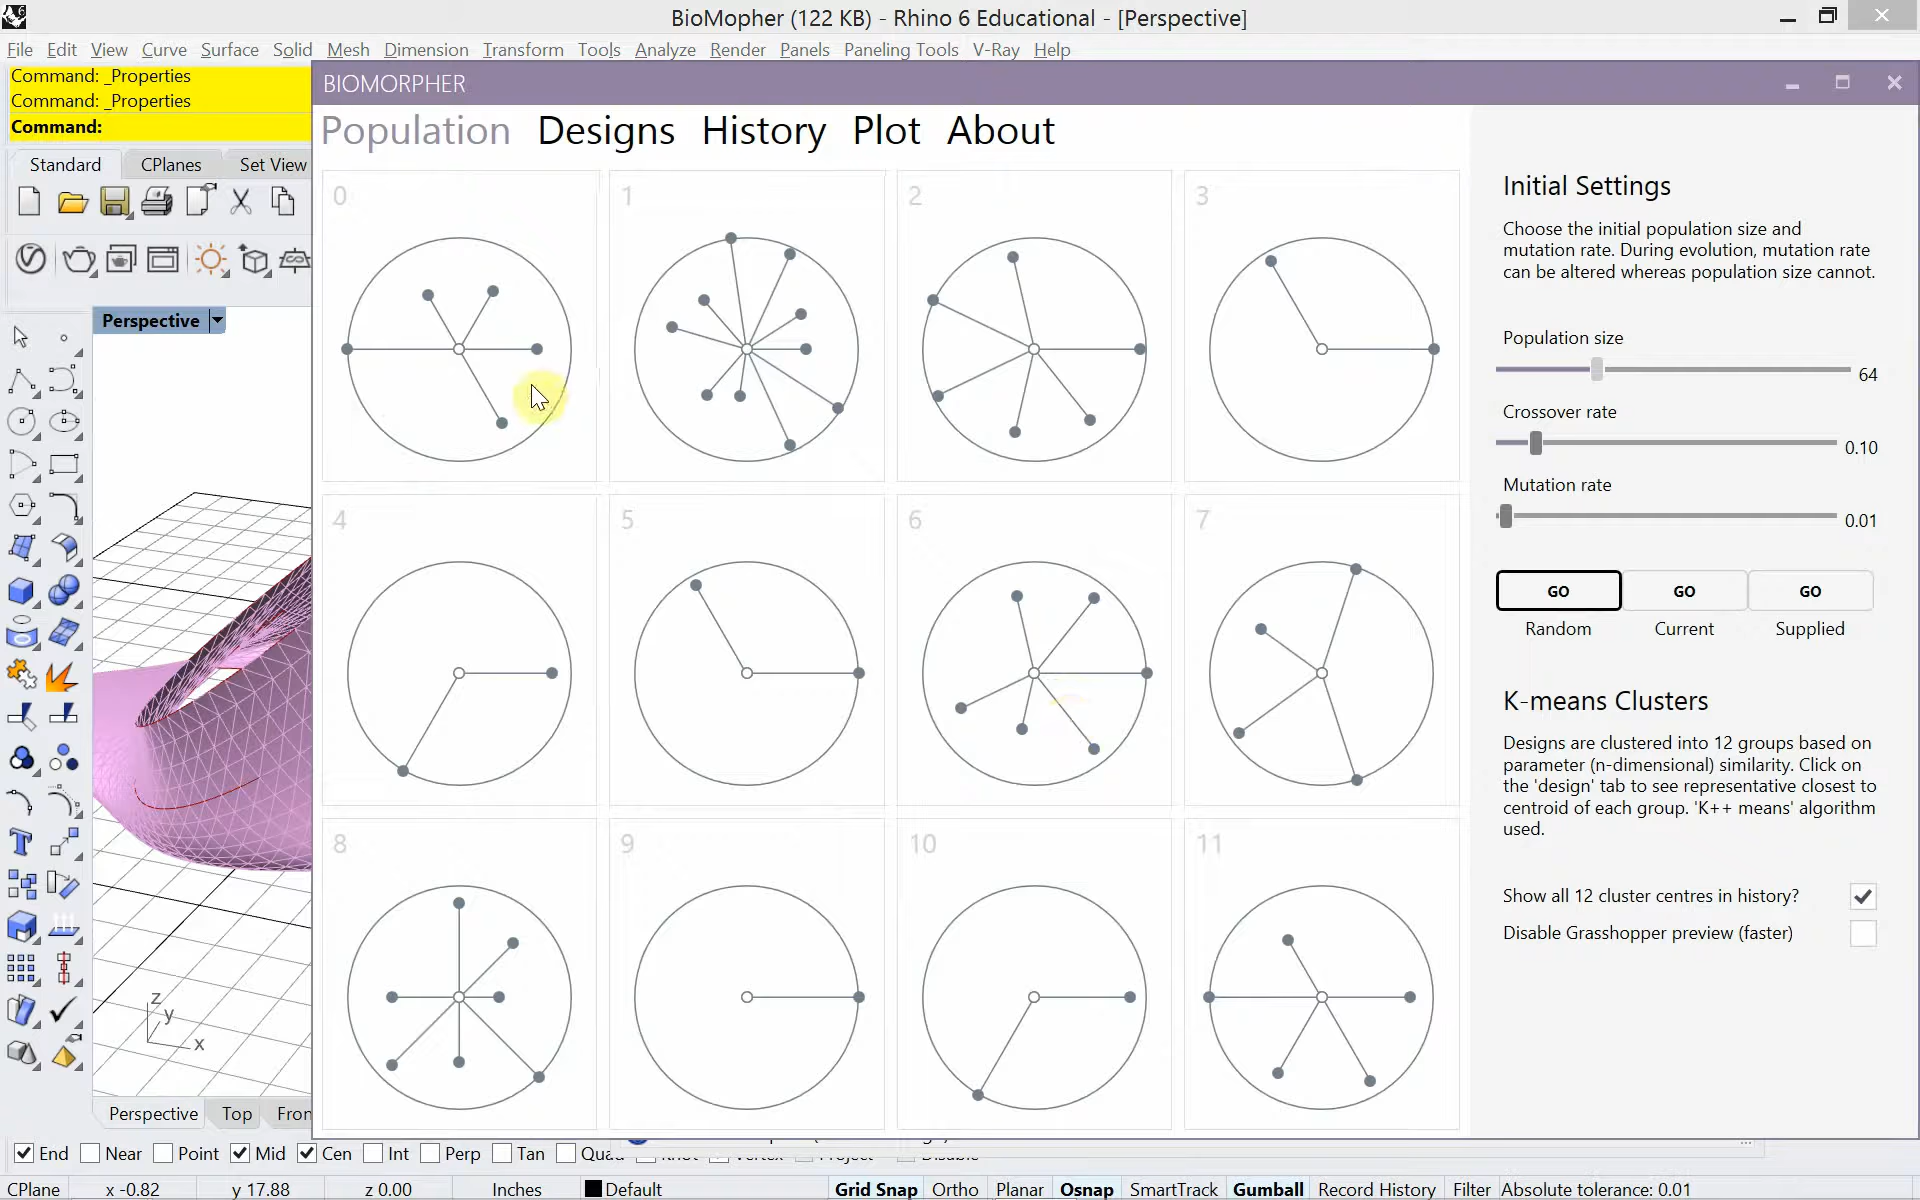 BioMopher (122 KB) - Rhino 6 Educational - [Perspective]
File Edit View Curve Surface Solid Mesh Dimension Transform Tools Analyze Render Panels Paneling Tools V-Ray Help
Command: _Properties
Command: _Properties
Command:
BIOMORPHER
Population Designs History Plot About
Standard CPlanes Set View
Perspective
0 1 2 3
4 5 6 7
8 9 10 11
Initial Settings
Choose the initial population size and
mutation rate. During evolution, mutation rate
can be altered whereas population size cannot.
Population size
64
Crossover rate
0.10
Mutation rate
0.01
GO GO GO
Random Current Supplied
K-means Clusters
Designs are clustered into 12 groups based on
parameter (n-dimensional) similarity. Click on
the 'design' tab to see representative closest to
centroid of each group. 'K++ means' algorithm
used.
Show all 12 cluster centres in history?
Disable Grasshopper preview (faster)
z
y
x
Perspective Top Fron
End Near Point Mid Cen Int Perp Tan Quad
CPlane x -0.82 y 17.88 z 0.00 Inches Default Grid Snap Ortho Planar Osnap SmartTrack Gumball Record History Filter Absolute tolerance: 0.01